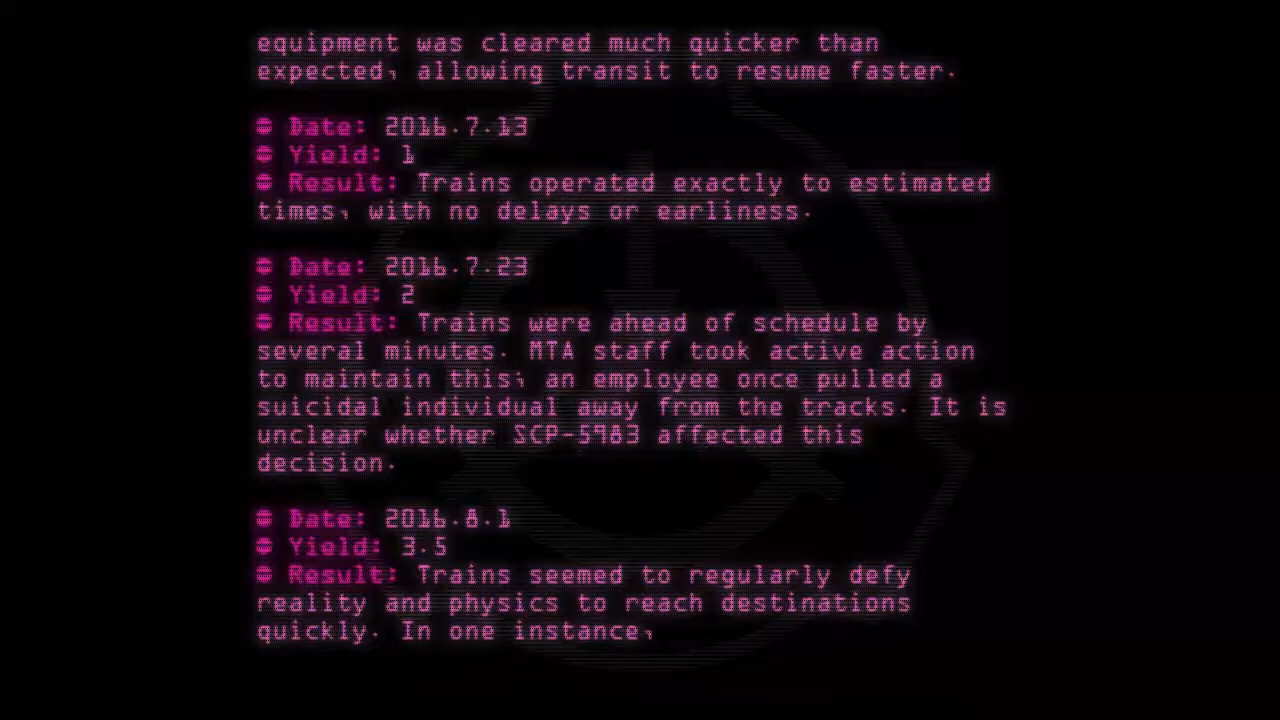 equipment was cleared much quicker than
expected, allowing transit to resume faster.
Date: 2016.7.13
Yield: 1
Result: Trains operated exactly to estimated
times, with no delays or earliness.
Date: 2016.7.23
Yield: 2
Result: Trains were ahead of schedule by
several minutes. MTA staff took active action
to maintain this; an employee once pulled a
suicidal individual away from the tracks. It is
unclear whether SCP-5983 affected this
decision.
Date: 2016.8.1
Yield: 3.5
Result: Trains seemed to regularly defy
reality and physics to reach destinations
quickly. In one instance,